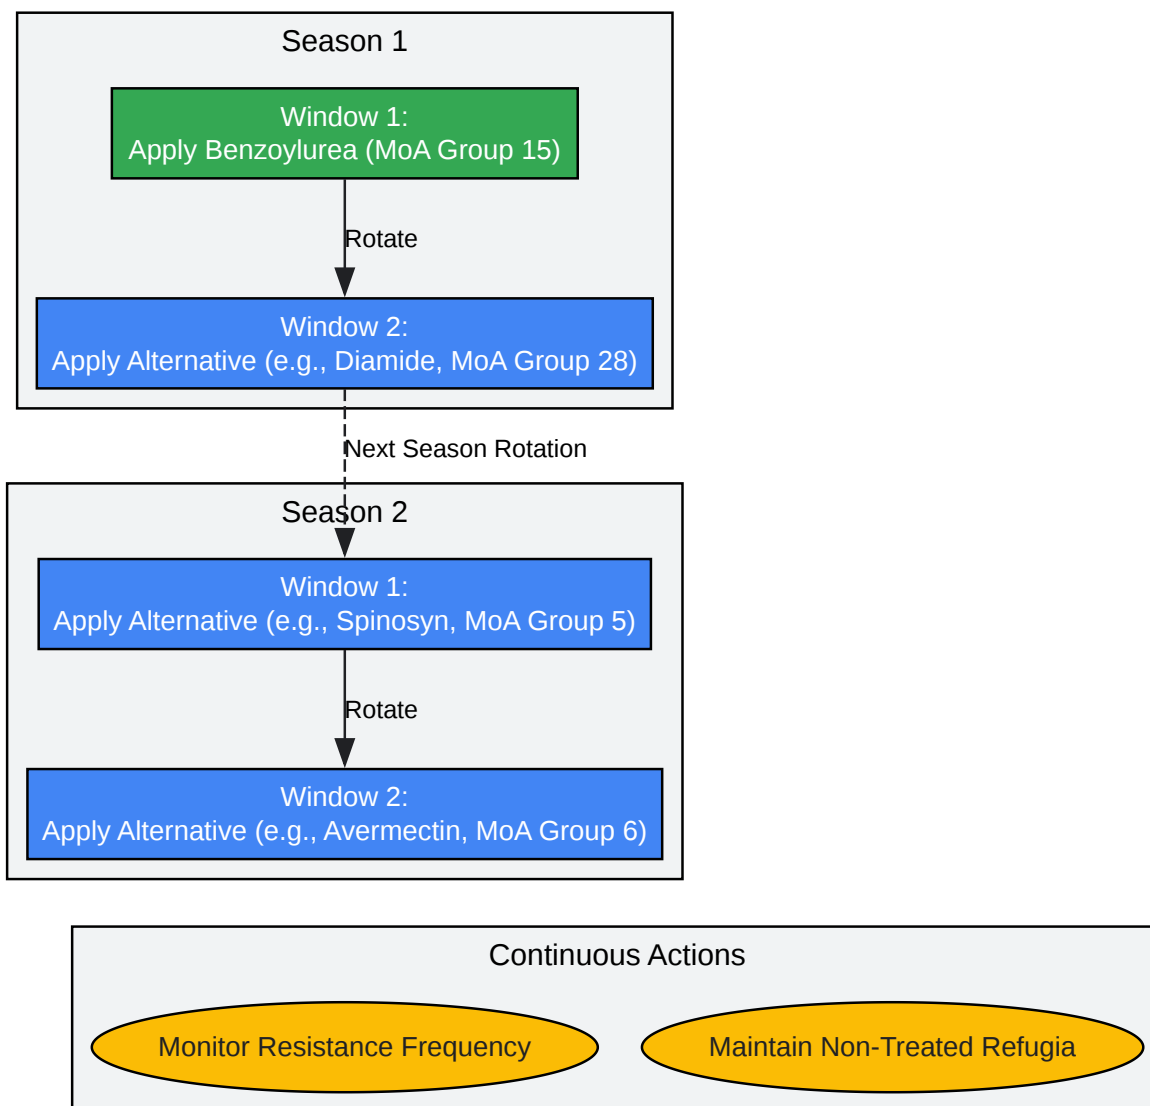 Season 1
Window 1:
Apply Benzoylurea (MoA Group 15)
Rotate
Window 2:
Apply Alternative (e.g., Diamide, MoA Group 28)
Next Season Rotation
Season 2
Window 1:
Apply Alternative (e.g., Spinosyn, MoA Group 5)
Rotate
Window 2:
Apply Alternative (e.g., Avermectin, MoA Group 6)
Continuous Actions
Monitor Resistance Frequency
Maintain Non-Treated Refugia